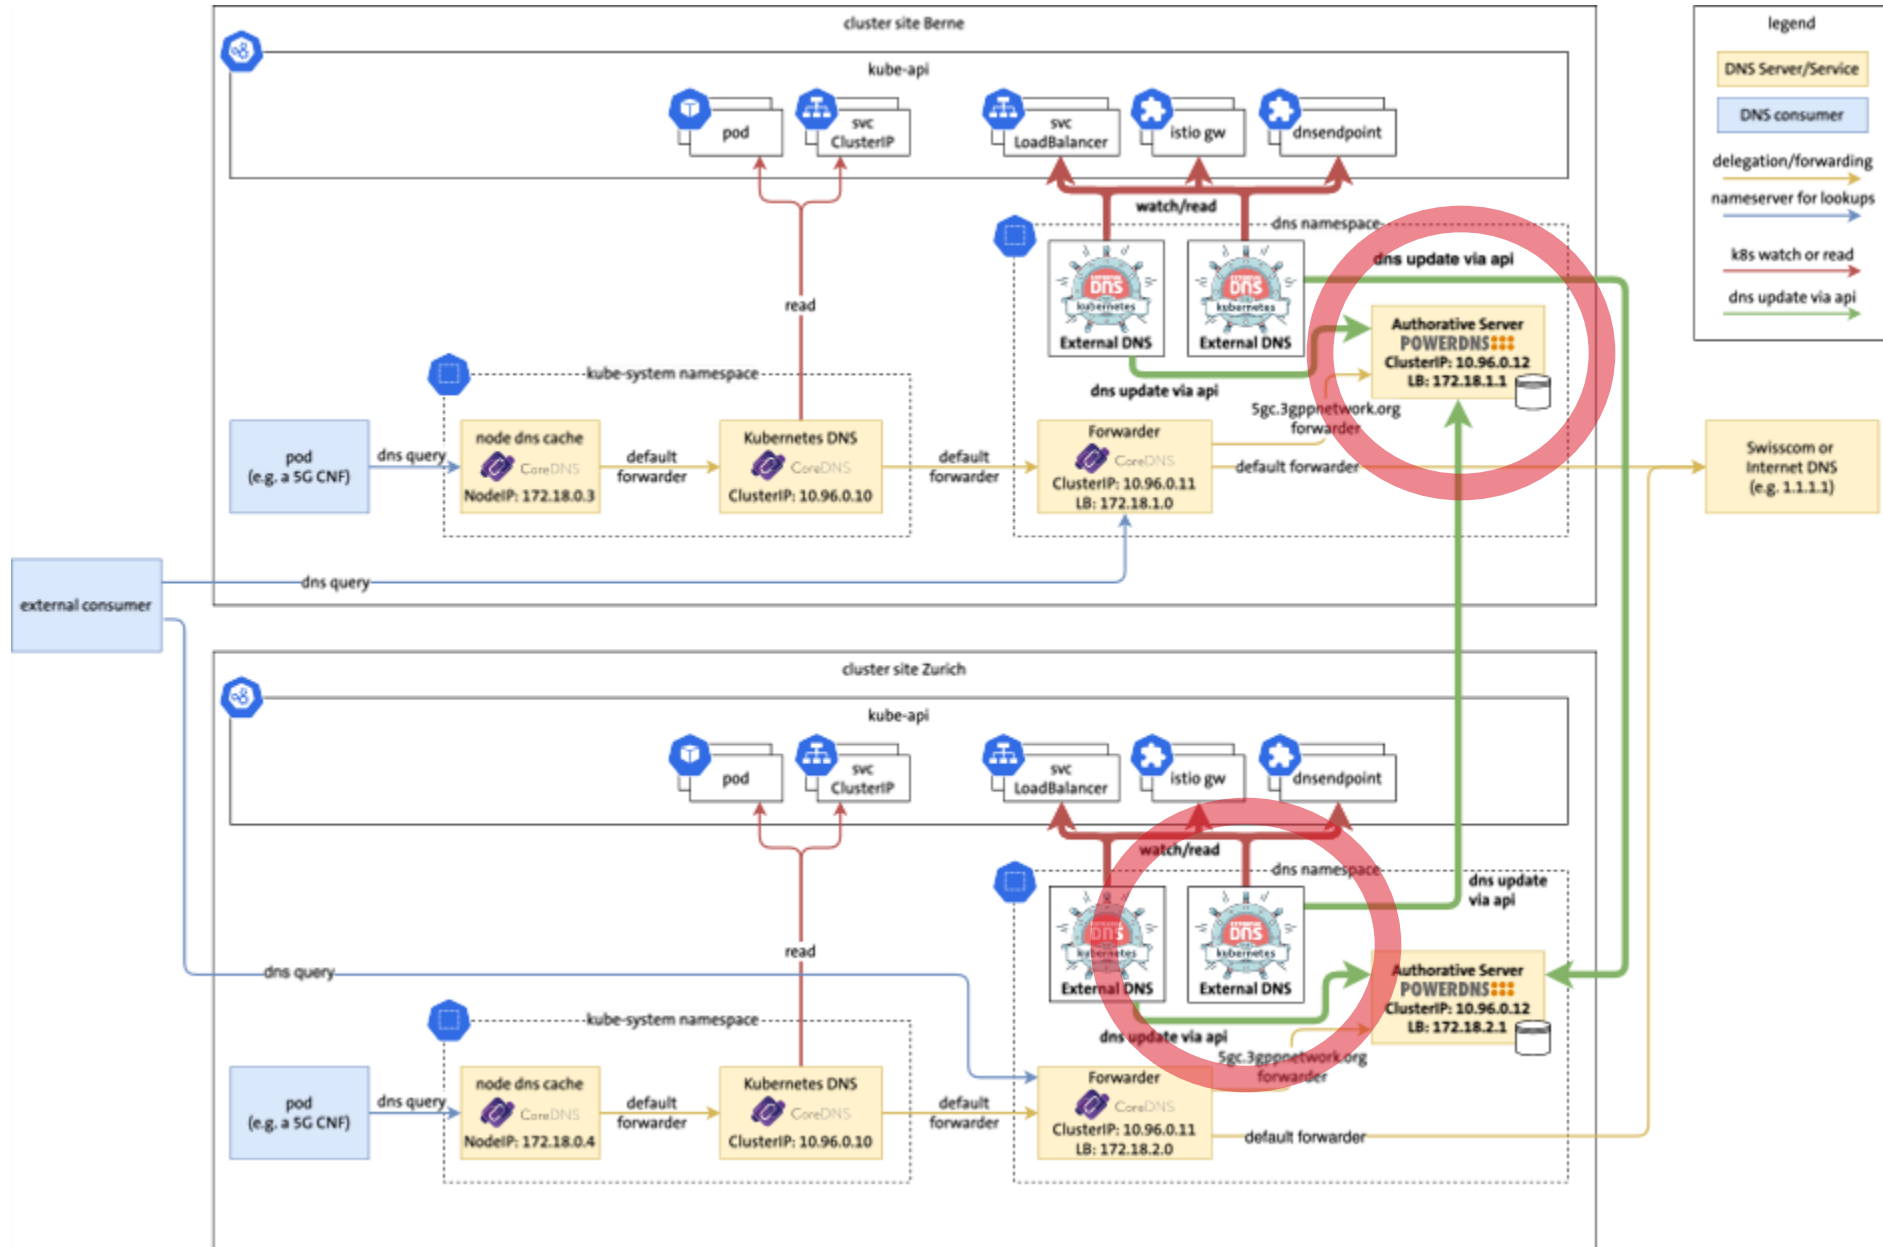 cluster site Berne
kube-api
pod
svc
ClusterIP
svc
LoadBalancer
istio gw
dnsendpoint
watch/read
dns namespace
dns update via api
read
External DNS
kubernetes
External DNS
DNS
kubernetes
External DNS
DNS
Authorative Server
POWERDNS
ClusterIP: 10.96.0.12
LB: 172.18.1.1
dns update via api
5gc.3gppnetwork.org
forwarder
kube-system namespace
pod
(e.g. a 5G CNF)
dns query
node dns cache
CoreDNS
NodeIP: 172.18.0.3
default
forwarder
Kubernetes DNS
CoreDNS
ClusterIP: 10.96.0.10
default
forwarder
Forwarder
CoreDNS
ClusterIP: 10.96.0.11
LB: 172.18.1.0
default forwarder
Swisscom or
Internet DNS
(e.g. 1.1.1.1)
dns query
external consumer
legend
DNS Server/Service
DNS consumer
delegation/forwarding
nameserver for lookups
k8s watch or read
dns update via api
cluster site Zurich
kube-api
pod
svc
ClusterIP
svc
LoadBalancer
istio gw
dnsendpoint
watch/read
dns namespace
dns update
via api
read
DNS
kubernetes
External DNS
DNS
kubernetes
External DNS
Authorative Server
POWERDNS
ClusterIP: 10.96.0.12
LB: 172.18.2.1
dns update via api
5gc.3gppnetwork.org
forwarder
dns query
kube-system namespace
pod
(e.g. a 5G CNF)
dns query
node dns cache
CoreDNS
NodeIP: 172.18.0.4
default
forwarder
Kubernetes DNS
CoreDNS
ClusterIP: 10.96.0.10
default
forwarder
Forwarder
CoreDNS
ClusterIP: 10.96.0.11
LB: 172.18.2.0
default forwarder